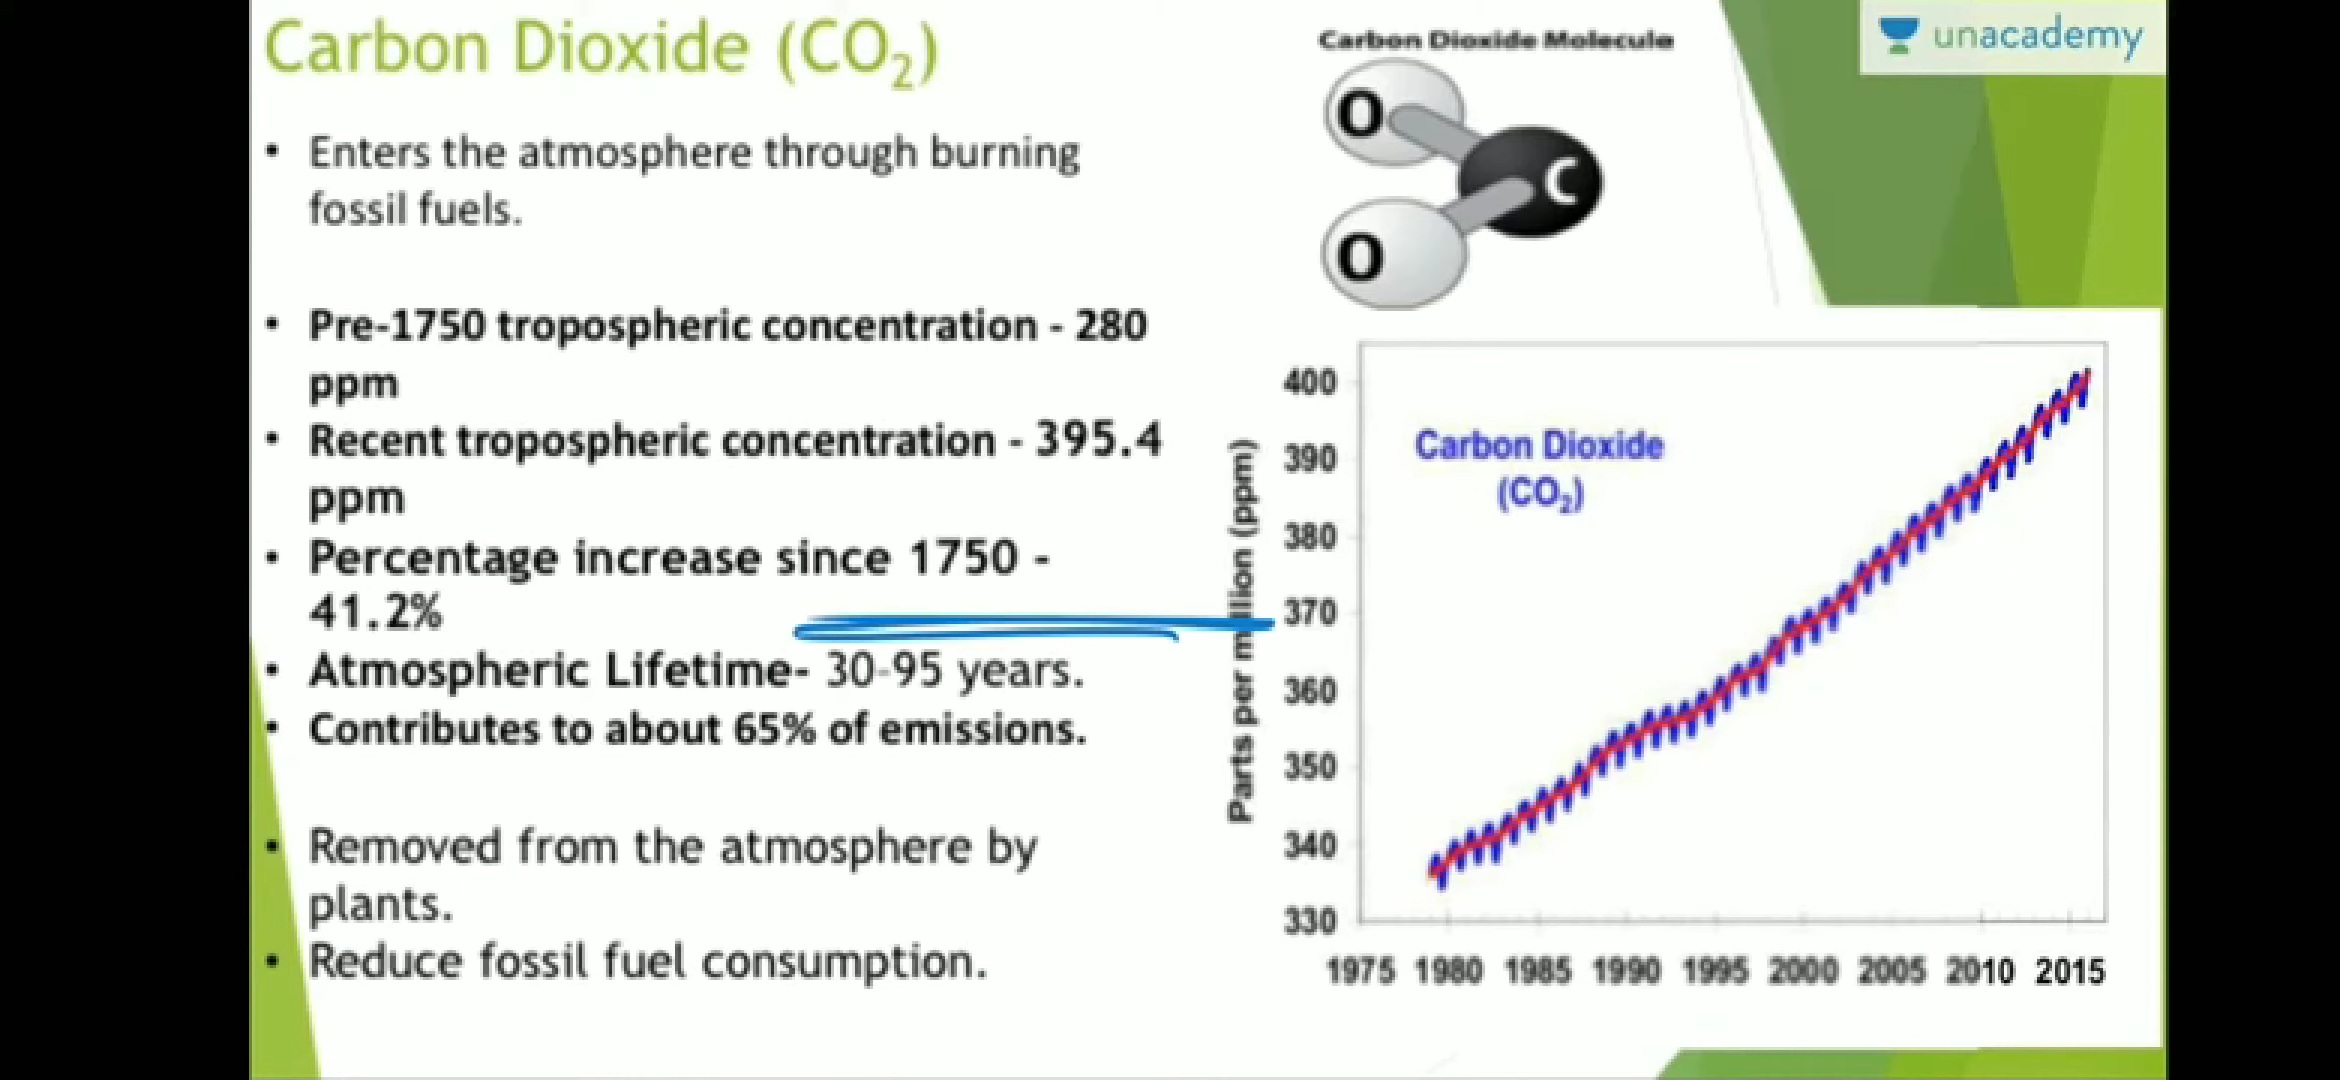 Carbon Dioxide (CO₂)
• Enters the atmosphere through burning
fossil fuels.
• Pre-1750 tropospheric concentration - 280
ppm
• Recent tropospheric concentration - 395.4
ppm
• Percentage increase since 1750 -
41.2%
• Atmospheric Lifetime- 30-95 years.
• Contributes to about 65% of emissions.
• Removed from the atmosphere by
plants.
• Reduce fossil fuel consumption.
Carbon Dioxide Molecule
O
C
O
unacademy
Carbon Dioxide
(CO₂)
Parts per million (ppm)
400
390
380
370
360
350
340
330
1975 1980 1985 1990 1995 2000 2005 2010 2015